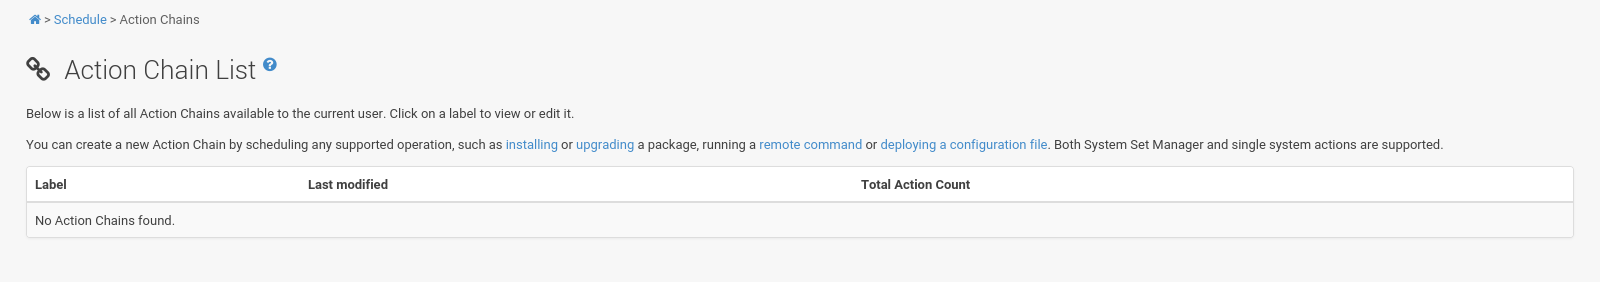 > Schedule > Action Chains
Action Chain List
Below is a list of all Action Chains available to the current user. Click on a label to view or edit it.
You can create a new Action Chain by scheduling any supported operation, such as installing or upgrading a package, running a remote command or deploying a configuration file. Both System Set Manager and single system actions are supported.
Label Last modified Total Action Count
No Action Chains found.